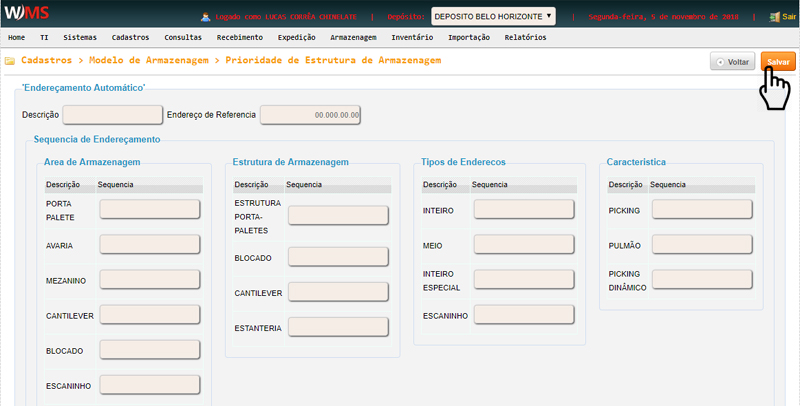 WMS
Logado como LUCAS CORRÊA CHINELATE | Depósito: DEPOSITO BELO HORIZONTE | Segunda-feira, 5 de novembro de 2018 | Sair
Home TI Sistemas Cadastros Consultas Recebimento Expedição Armazenagem Inventário Importação Relatórios
Cadastros > Modelo de Armazenagem > Prioridade de Estrutura de Armazenagem Voltar Salvar
'Endereçamento Automático'
Descrição Endereço de Referencia 00.000.00.00
Sequencia de Endereçamento
Area de Armazenagem
Descrição Sequencia
PORTA
PALETE
AVARIA
MEZANINO
CANTILEVER
BLOCADO
ESCANINHO
Estrutura de Armazenagem
Descrição Sequencia
ESTRUTURA
PORTA-
PALETES
BLOCADO
CANTILEVER
ESTANTERIA
Tipos de Enderecos
Descrição Sequencia
INTEIRO
MEIO
INTEIRO
ESPECIAL
ESCANINHO
Caracteristica
Descrição Sequencia
PICKING
PULMÃO
PICKING
DINÂMICO